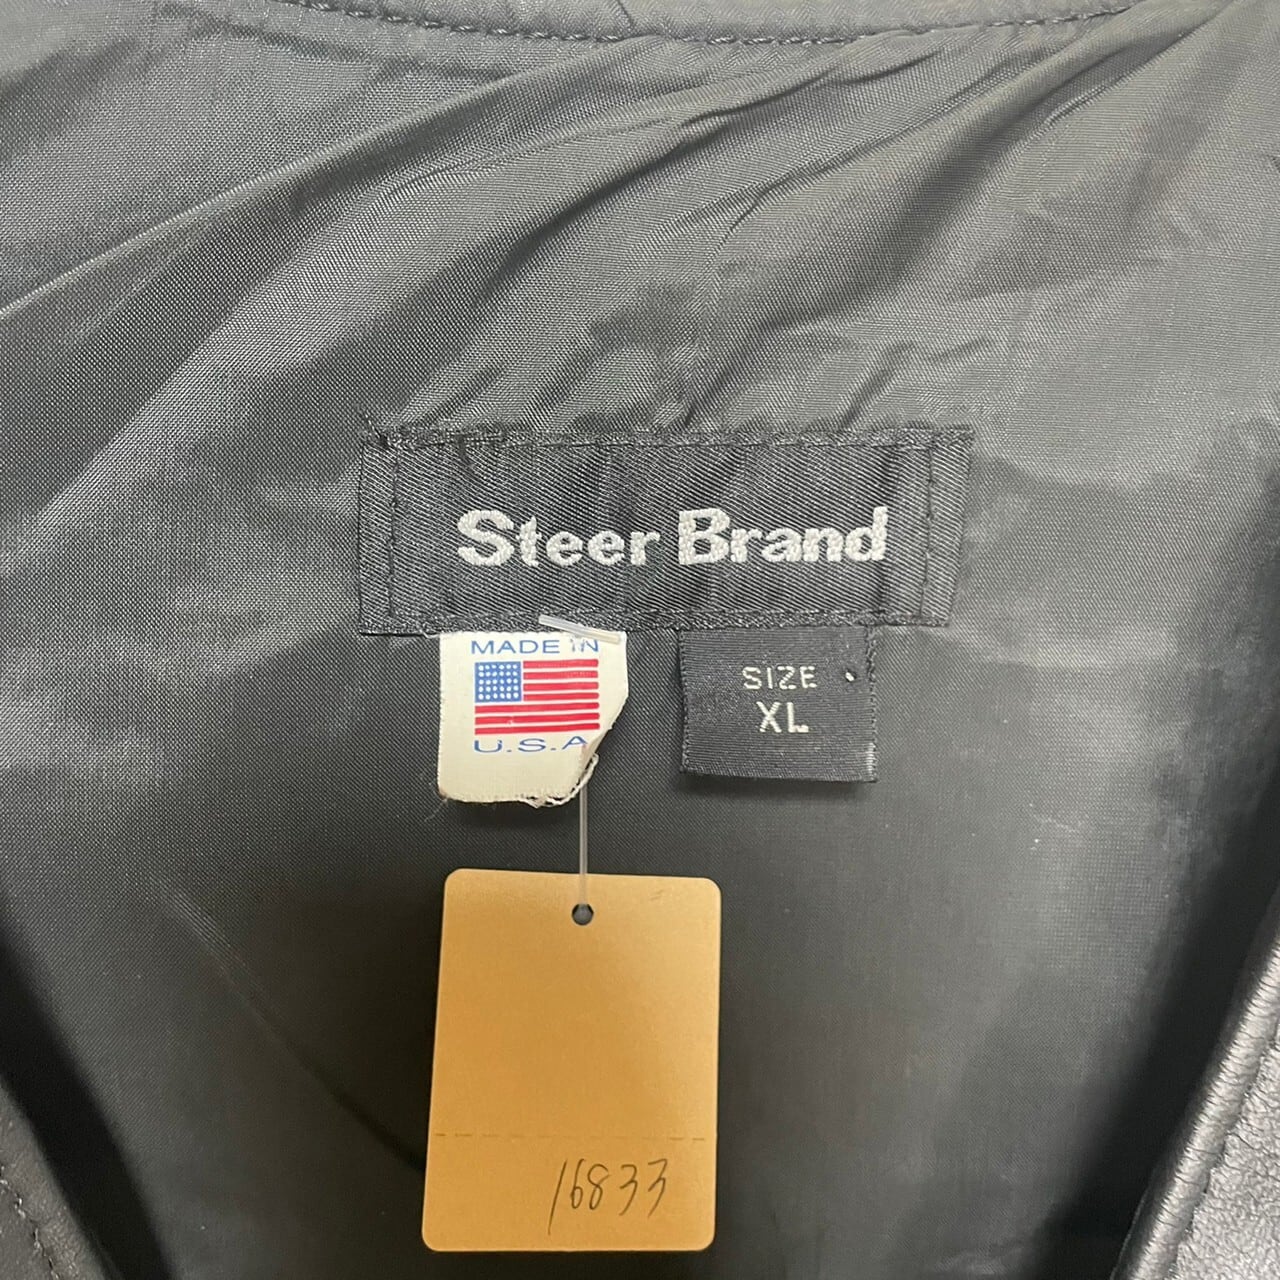 Steer Brand
MADE IN
U.S.A
SIZE
XL
16833